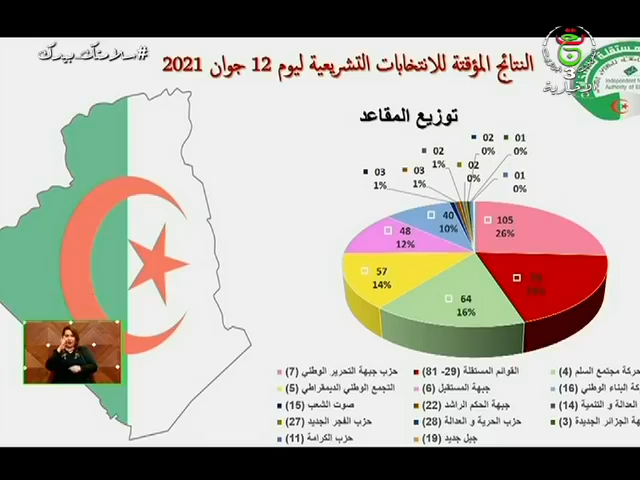 #سلامتك_بيدك
النتائج المؤقتة للانتخابات التشريعية ليوم 12 جوان 2021
توزيع المقاعد
105
26%
64
16%
57
14%
48
12%
40
10%
03
1%
03
1%
02
1%
02
0%
02
0%
01
0%
01
0%
حزب جبهة التحرير الوطني (7)
القوائم المستقلة (29- 81)
حركة مجتمع السلم (4)
التجمع الوطني الديمقراطي (5)
جبهة المستقبل (6)
كة البناء الوطني (16)
صوت الشعب (15)
جبهة الحكم الراشد (22)
العدالة و التنمية (14)
حزب الفجر الجديد (27)
حزب الحرية و العدالة (28)
هة الجزائر الجديدة (3)
حزب الكرامة (11)
جيل جديد (19)